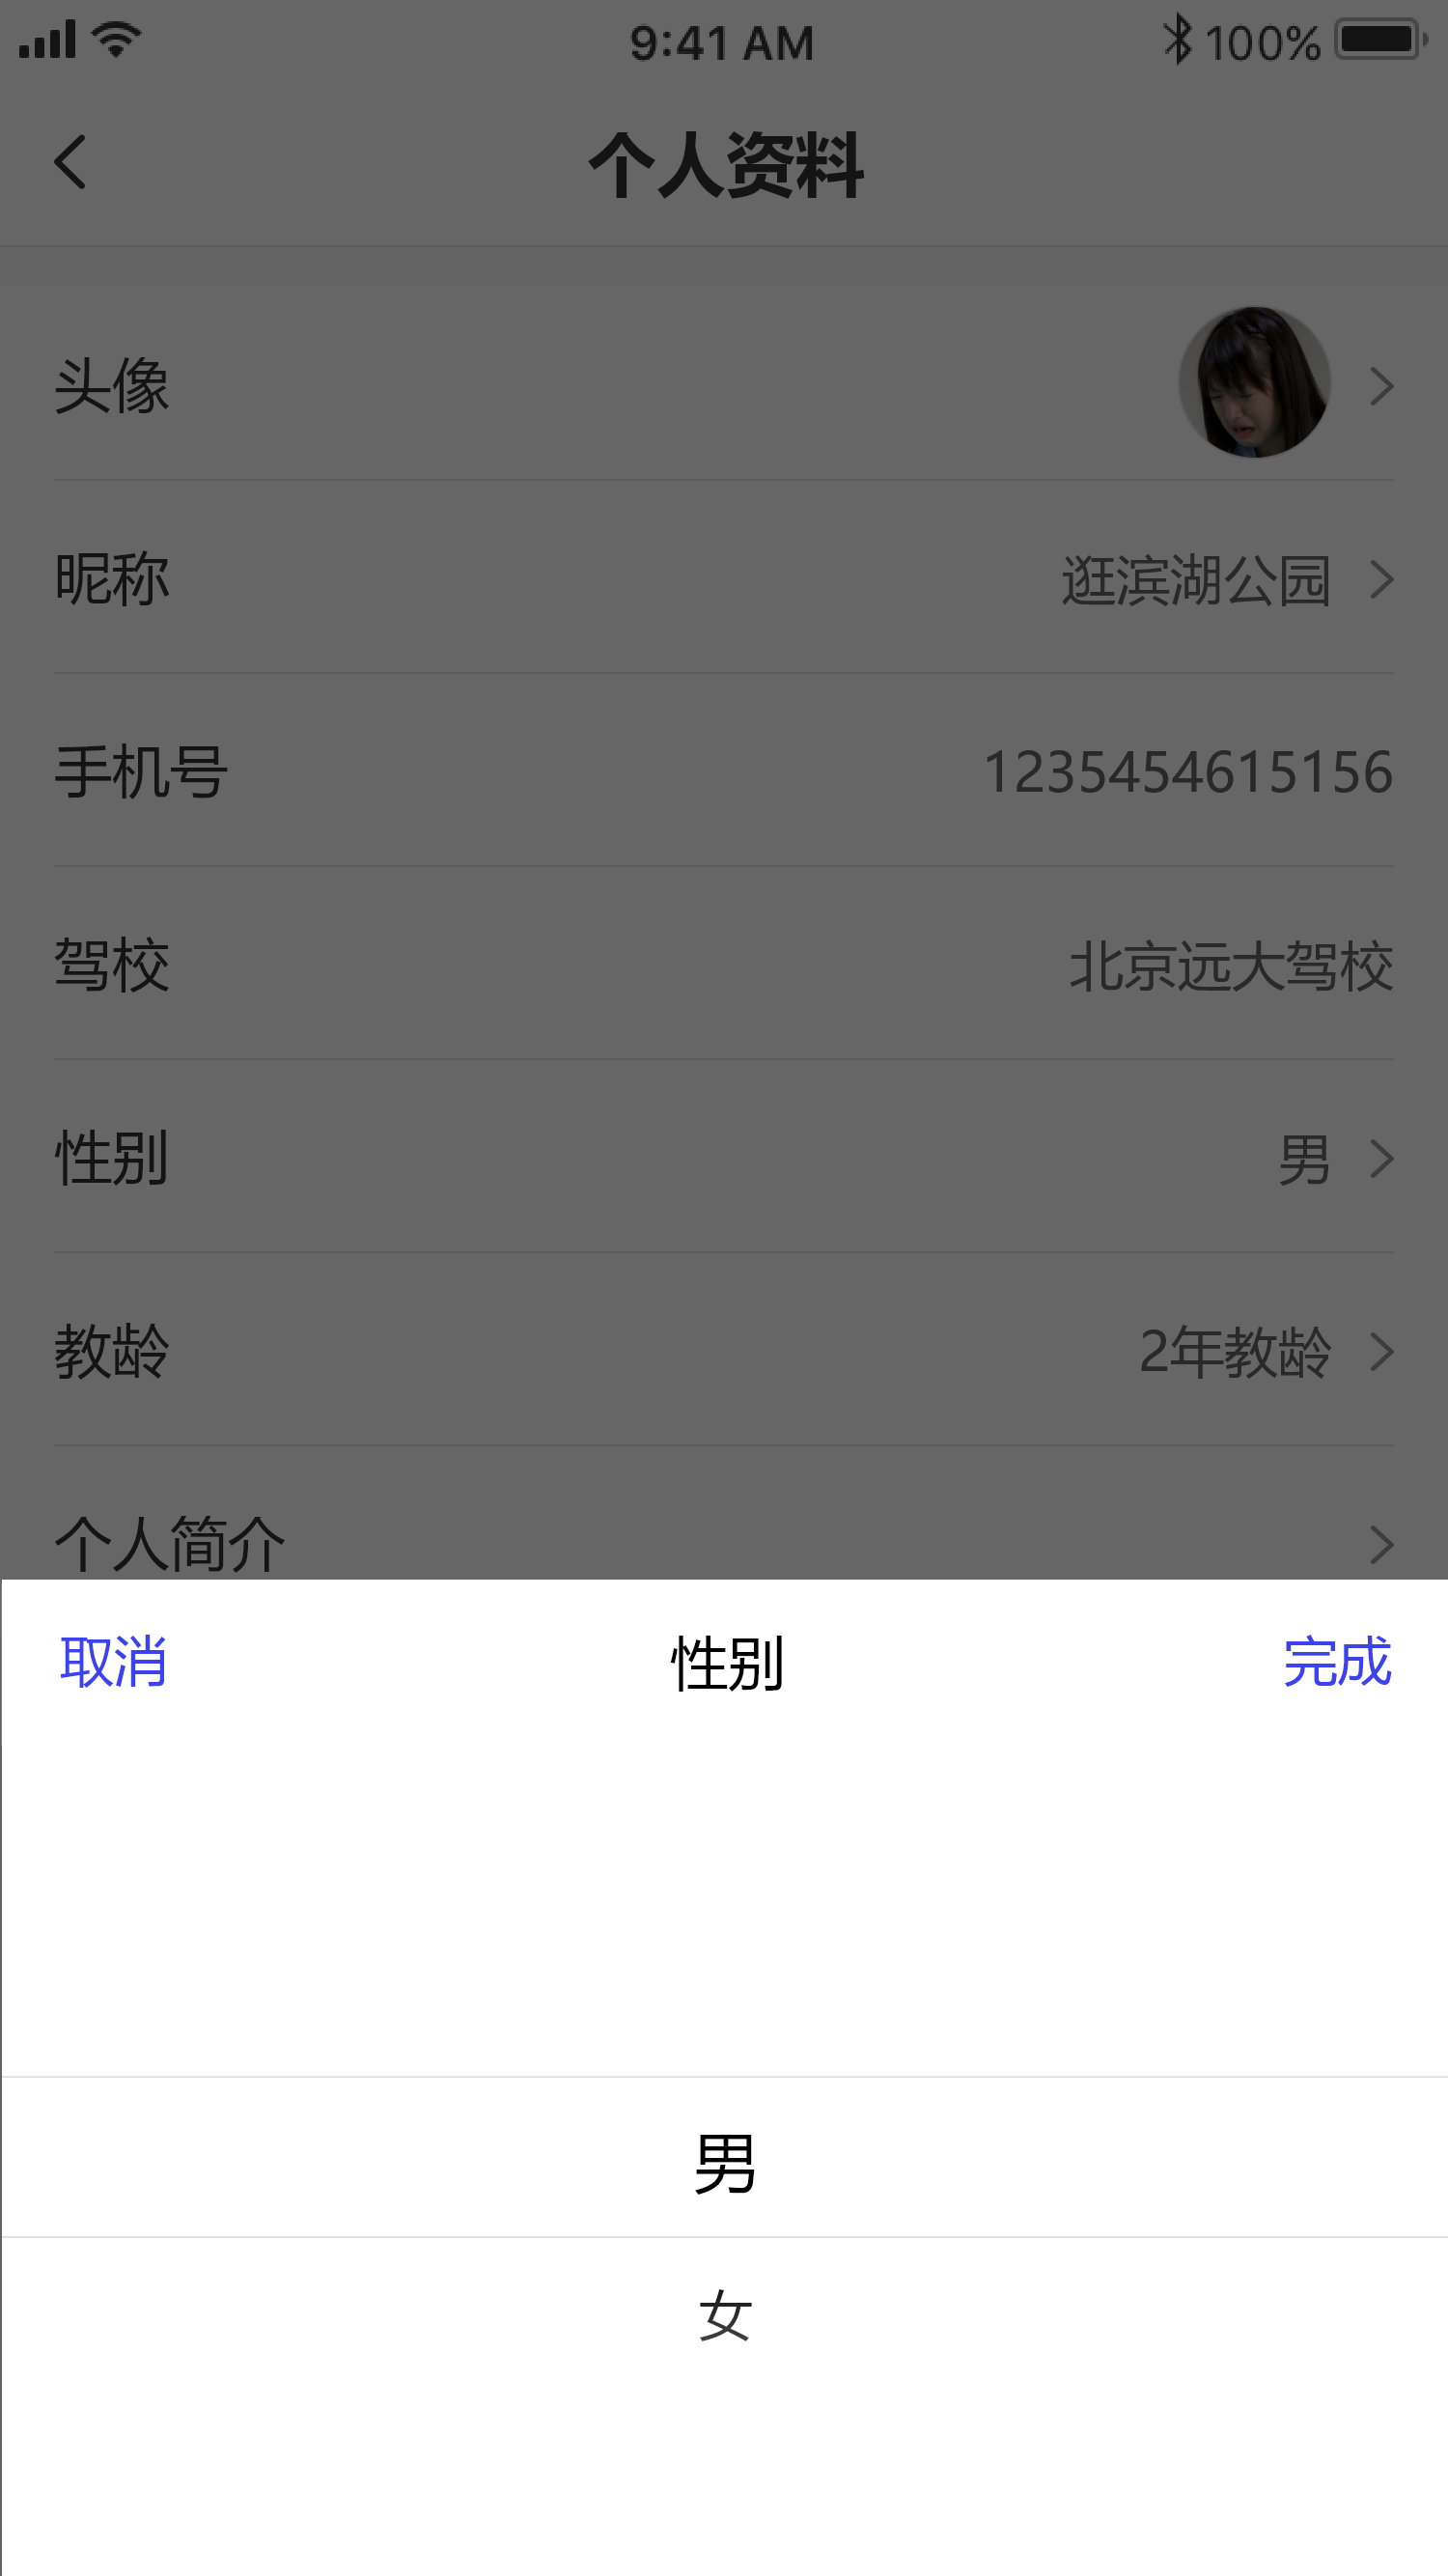 9:41 AM 100%
个人资料
头像
昵称 逛滨湖公园
手机号 1235454615156
驾校 北京远大驾校
性别 男
教龄 2年教龄
个人简介
取消 性别 完成
男
女